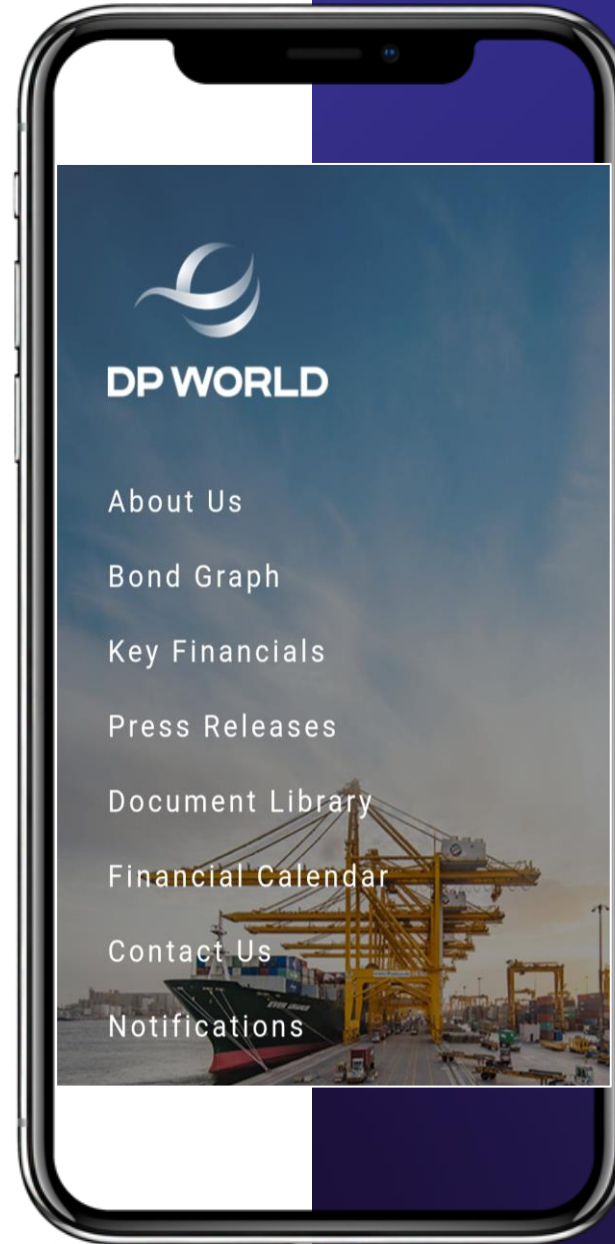 DP WORLD
About Us
Bond Graph
Key Financials
Press Releases
Document Library
Financial Calendar
Contact Us
Notifications